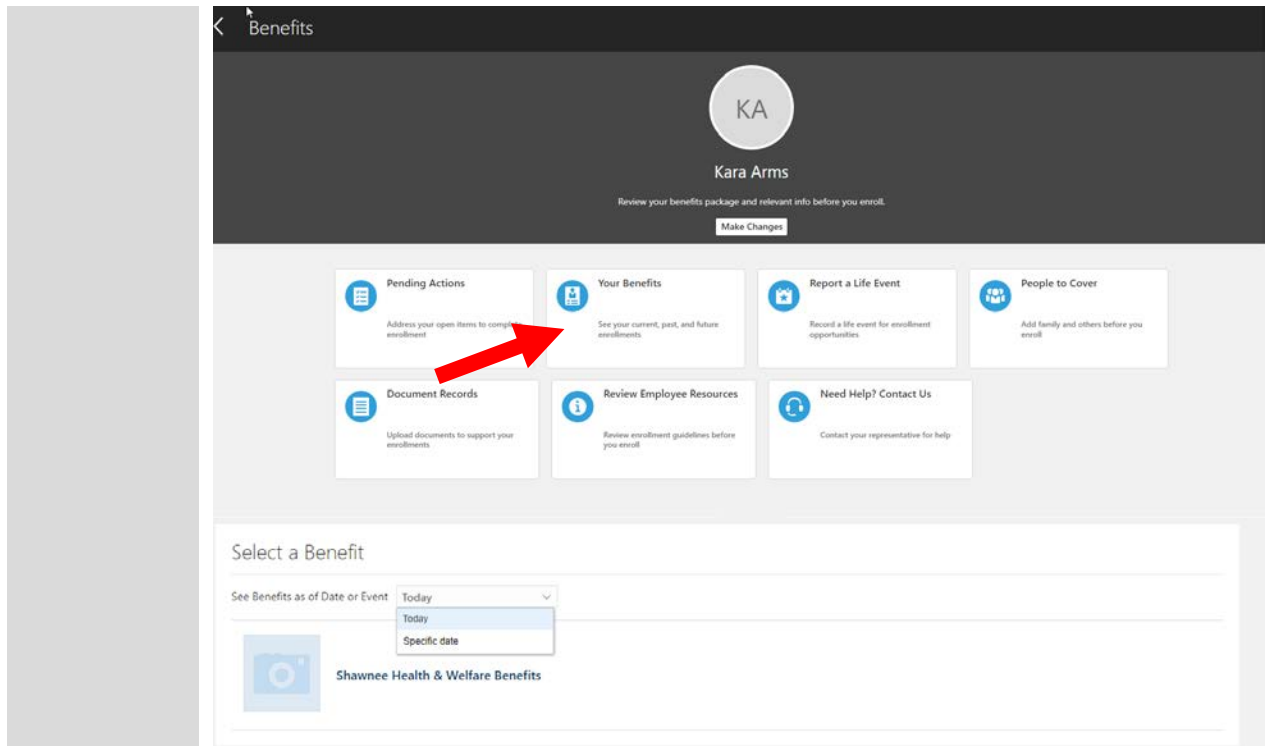 Benefits
KA
Kara Arms
Review your benefits package and relevant info before you enroll.
Make Changes
Pending Actions
Address your open items to complete
enrollment
Your Benefits
See your current, past, and future
enrollments
Report a Life Event
Record a life event for enrollment
opportunities
People to Cover
Add family and others before you
enroll
Document Records
Upload documents to support your
enrollments
Review Employee Resources
Review enrollment guidelines before
you enroll
Need Help? Contact Us
Contact your representative for help
Select a Benefit
See Benefits as of Date or Event Today
Today
Specific date
Shawnee Health & Welfare Benefits